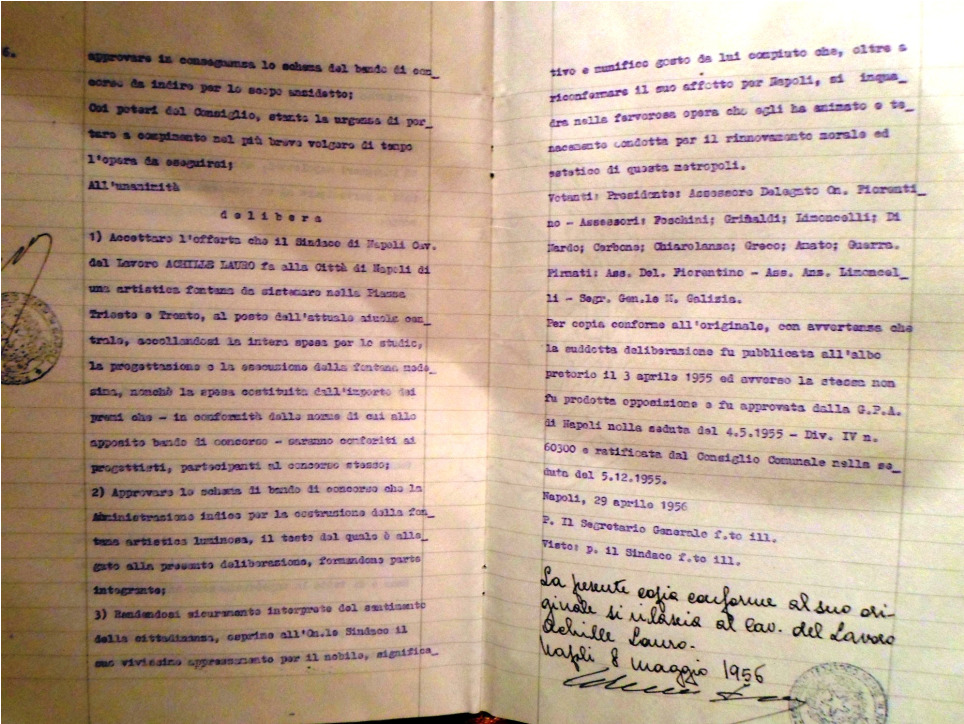 6.
approvare in conseguenza lo schema del bando di con_
corso da indire per lo scopo ansidetto;
Coi poteri del Consiglio, stante la urgenza di por_
tare a compimento nel più breve volgere di tempo
l'opera da eseguirsi;
All'unanimità
d e l i b e r a
1) Accettare l'offerta che il Sindaco di Napoli Cav.
del Lavoro ACHILLE LAURO fa alla Città di Napoli di
una artistica fontana da sistemare nella Piazza
Trieste e Trento, al posto dell'attuale aiuola cen_
trale, accollandosi la intera spesa per lo studio,
la progettazione e la esecuzione della fontana mede_
sima, nonchè la spesa costituita dall'importo dei
premi che - in conformità delle norme di cui allo
apposito bando di concorso - saranno conferiti ai
progettisti, partecipanti al concorso stesso;
2) Approvare lo schema di bando di concorso che la
Amministrazione indice per la costruzione della fon_
tana artistica luminosa, il testo del quale è alle_
gato alla presente deliberazione, formandone parte
integrante;
3) Rendendosi sicuramente interprete del sentimento
della cittadinanza, esprime all'On.le Sindaco il
suo vivissimo apprezzamento per il nobile, significa_
tivo e munifico gesto da lui compiuto che, oltre a
riconfermare il suo affetto per Napoli, si inqua_
dra nella fervorosa opera che egli ha animato e te_
nacemente condotta per il rinnovamento morale ed
estetico di questa metropoli.
Votanti: Presidente: Assessore Delegato On. Fiorenti_
no - Assessori: Foschini; Grimaldi; Limoncelli; Di
Nardo; Carbone; Chiarolanza; Greco; Amato; Guerra.
Firmati: Ass. Del. Fiorentino - Ass. Anz. Limoncel_
li - Segr. Gen.le N. Galizia.
Per copia conforme all'originale, con avvertenza che
la suddetta deliberazione fu pubblicata all'albo
pretorio il 3 aprile 1955 ed avverso la stessa non
fu prodotta opposizione e fu approvata dalla G.P.A.
di Napoli nella seduta del 4.5.1955 - Div. IV n.
60300 e ratificata dal Consiglio Comunale nella se_
duta del 5.12.1955.
Napoli, 29 aprile 1956
P. Il Segretario Generale f.to ill.
Visto: p. il Sindaco f.to ill.
La presente copia conforme al suo ori-
ginale si rilascia al Cav. del Lavoro
Achille Lauro.
Napoli 8 maggio 1956